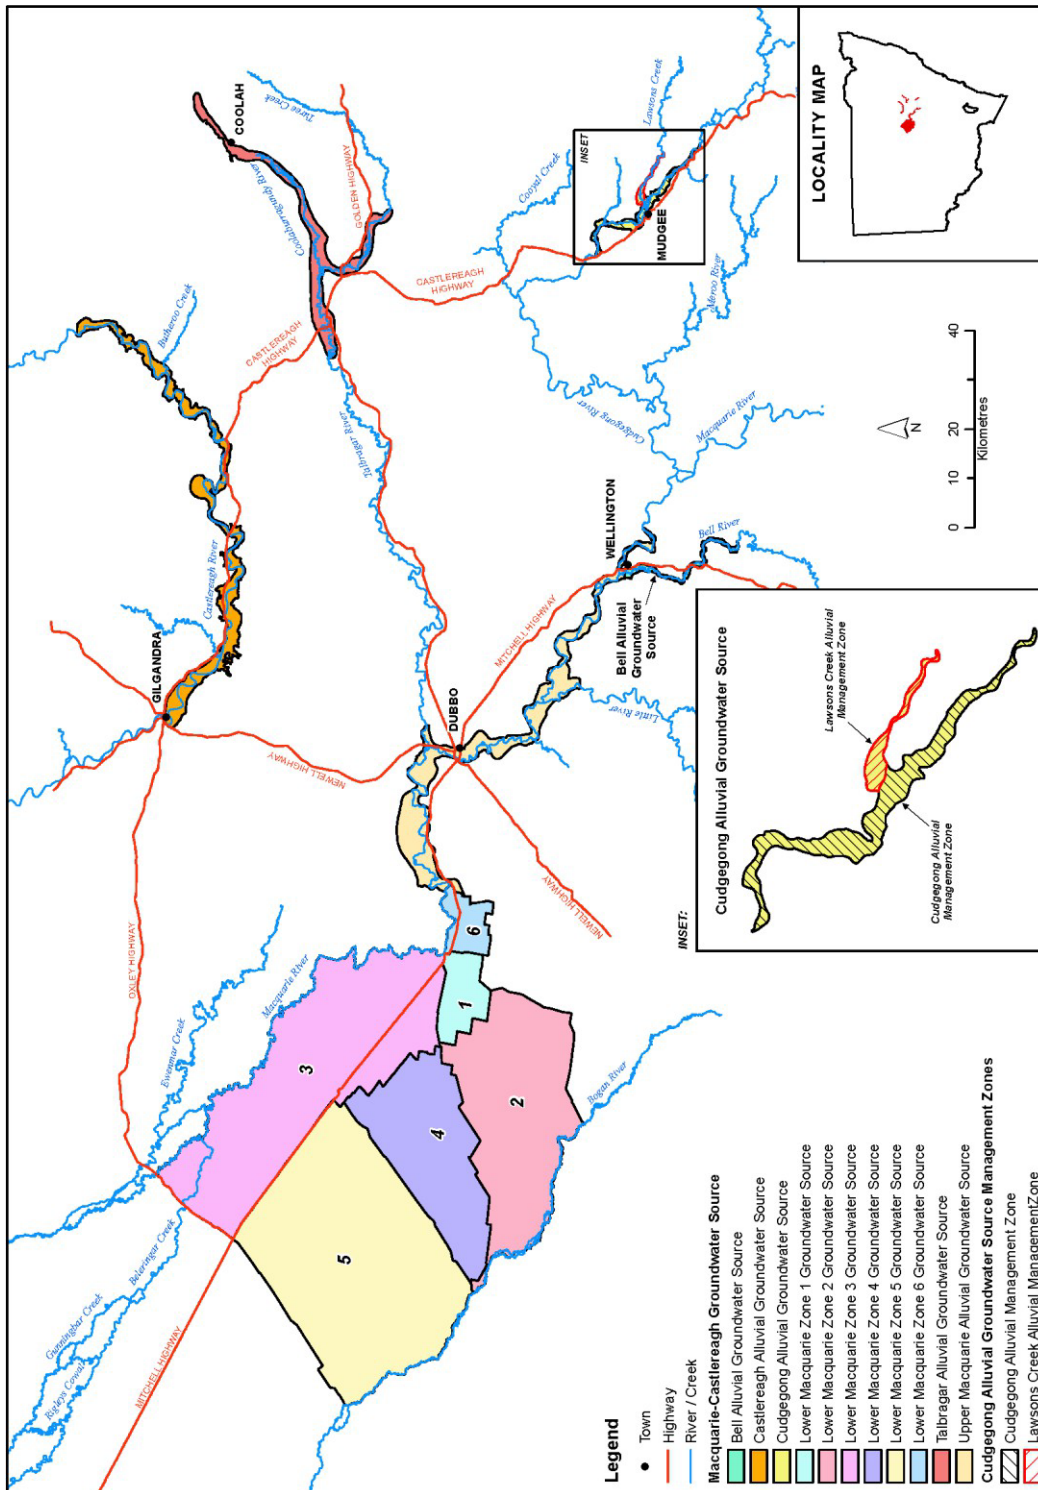 COOLAH
Coolaburragundy River
Turee Creek
GOLDEN HIGHWAY
Butheroo Creek
CASTLEREAGH HIGHWAY
Castlereagh River
GILGANDRA
Talbragar River
CASTLEREAGH
HIGHWAY
Cooyal Creek
Lawsons Creek
INSET
MUDGEE
Meroo River
Cudgegong River
Macquarie River
WELLINGTON
Bell River
Bell Alluvial
Groundwater
Source
MITCHELL HIGHWAY
Little River
DUBBO
NEWELL HIGHWAY
NEWELL HIGHWAY
OXLEY HIGHWAY
Ewenmar Creek
Macquarie River
Beleringar Creek
Gunningbar Creek
Rigleys Cowal
MITCHELL HIGHWAY
Bogan River
1
2
3
4
5
6
LOCALITY MAP
N
0 10 20 40
Kilometres
INSET:
Cudgegong Alluvial Groundwater Source
Lawsons Creek Alluvial
Management Zone
Cudgegong Alluvial
Management Zone
Legend
Town
Highway
River / Creek
Macquarie-Castlereagh Groundwater Source
Bell Alluvial Groundwater Source
Castlereagh Alluvial Groundwater Source
Cudgegong Alluvial Groundwater Source
Lower Macquarie Zone 1 Groundwater Source
Lower Macquarie Zone 2 Groundwater Source
Lower Macquarie Zone 3 Groundwater Source
Lower Macquarie Zone 4 Groundwater Source
Lower Macquarie Zone 5 Groundwater Source
Lower Macquarie Zone 6 Groundwater Source
Talbragar Alluvial Groundwater Source
Upper Macquarie Alluvial Groundwater Source
Cudgegong Alluvial Groundwater Source Management Zones
Cudgegong Alluvial Management Zone
Lawsons Creek Alluvial ManagementZone